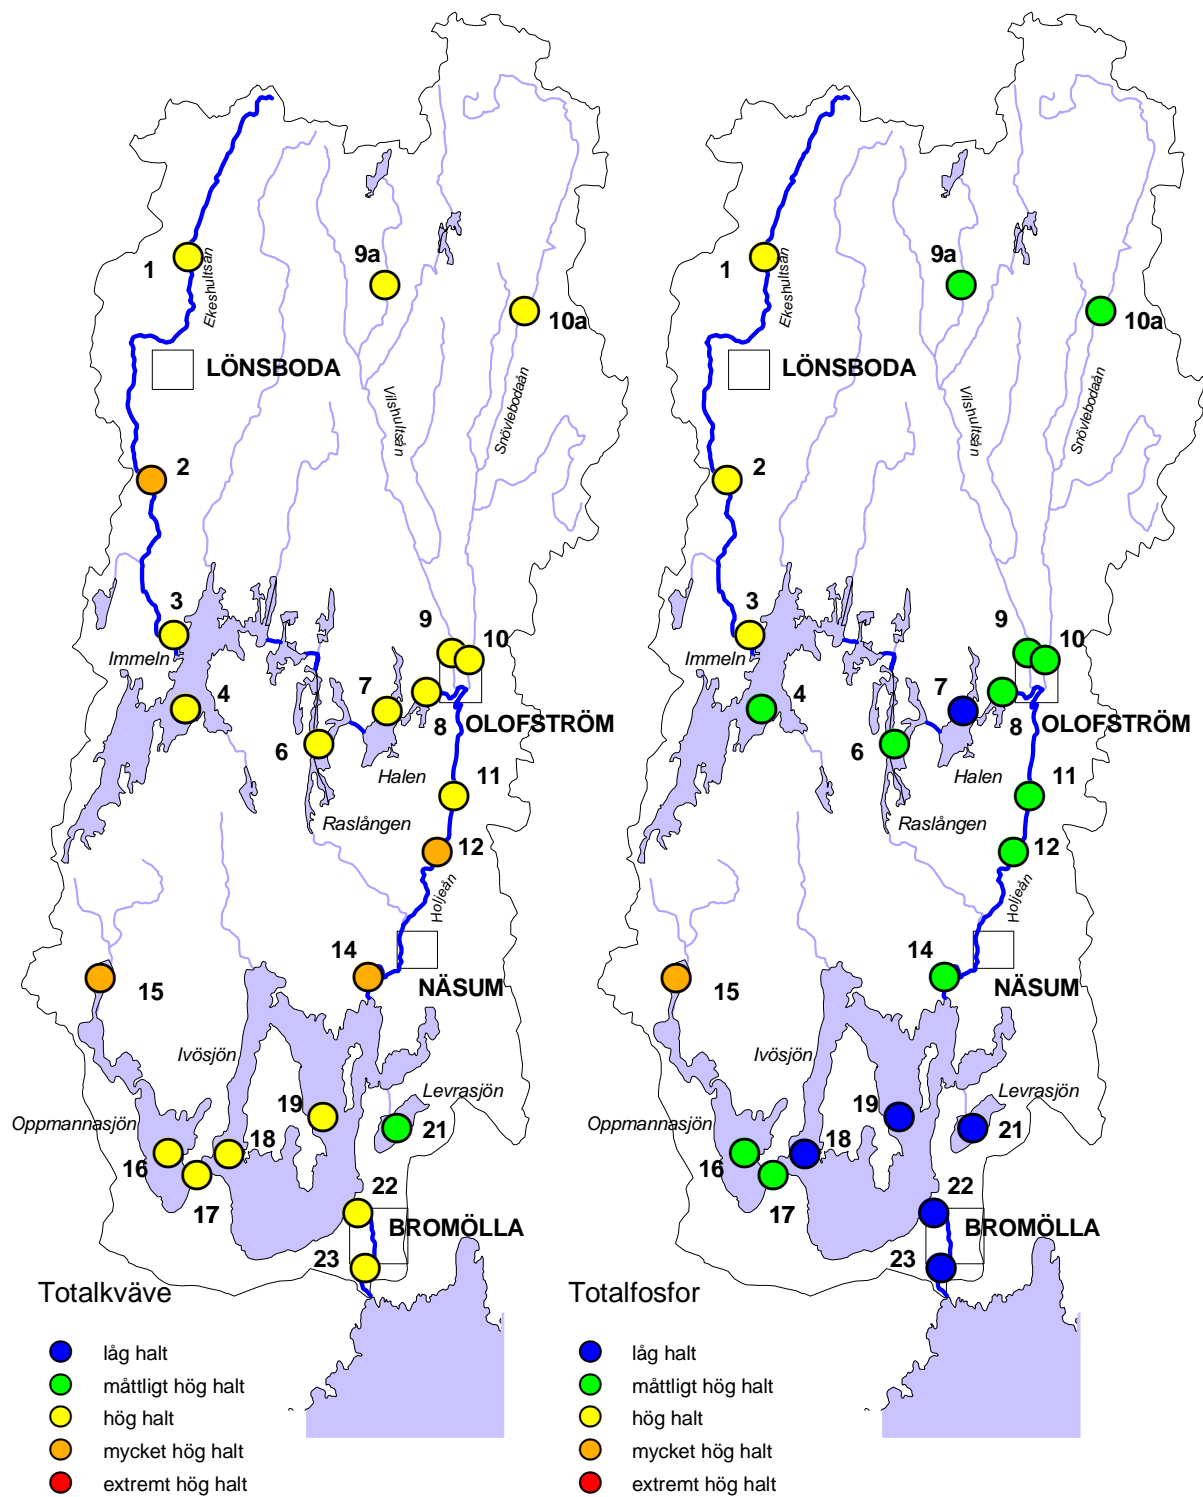 1
Ekeshultsån
9a
10a
LÖNSBODA
Vilshultsån
Snövlebodaån
2
3
Immeln
4
9
10
7
8
OLOFSTRÖM
6
Halen
11
Raslången
12
Holjeån
14
NÄSUM
15
Ivösjön
Levrasjön
Oppmannasjön
19
21
16
18
17
22
BROMÖLLA
23
Totalkväve
låg halt
måttligt hög halt
hög halt
mycket hög halt
extremt hög halt
1
Ekeshultsån
9a
10a
LÖNSBODA
Vilshultsån
Snövlebodaån
2
3
Immeln
4
9
10
7
8
OLOFSTRÖM
6
Halen
11
Raslången
12
Holjeån
14
NÄSUM
15
Ivösjön
Levrasjön
Oppmannasjön
19
21
16
18
17
22
BROMÖLLA
23
Totalfosfor
låg halt
måttligt hög halt
hög halt
mycket hög halt
extremt hög halt